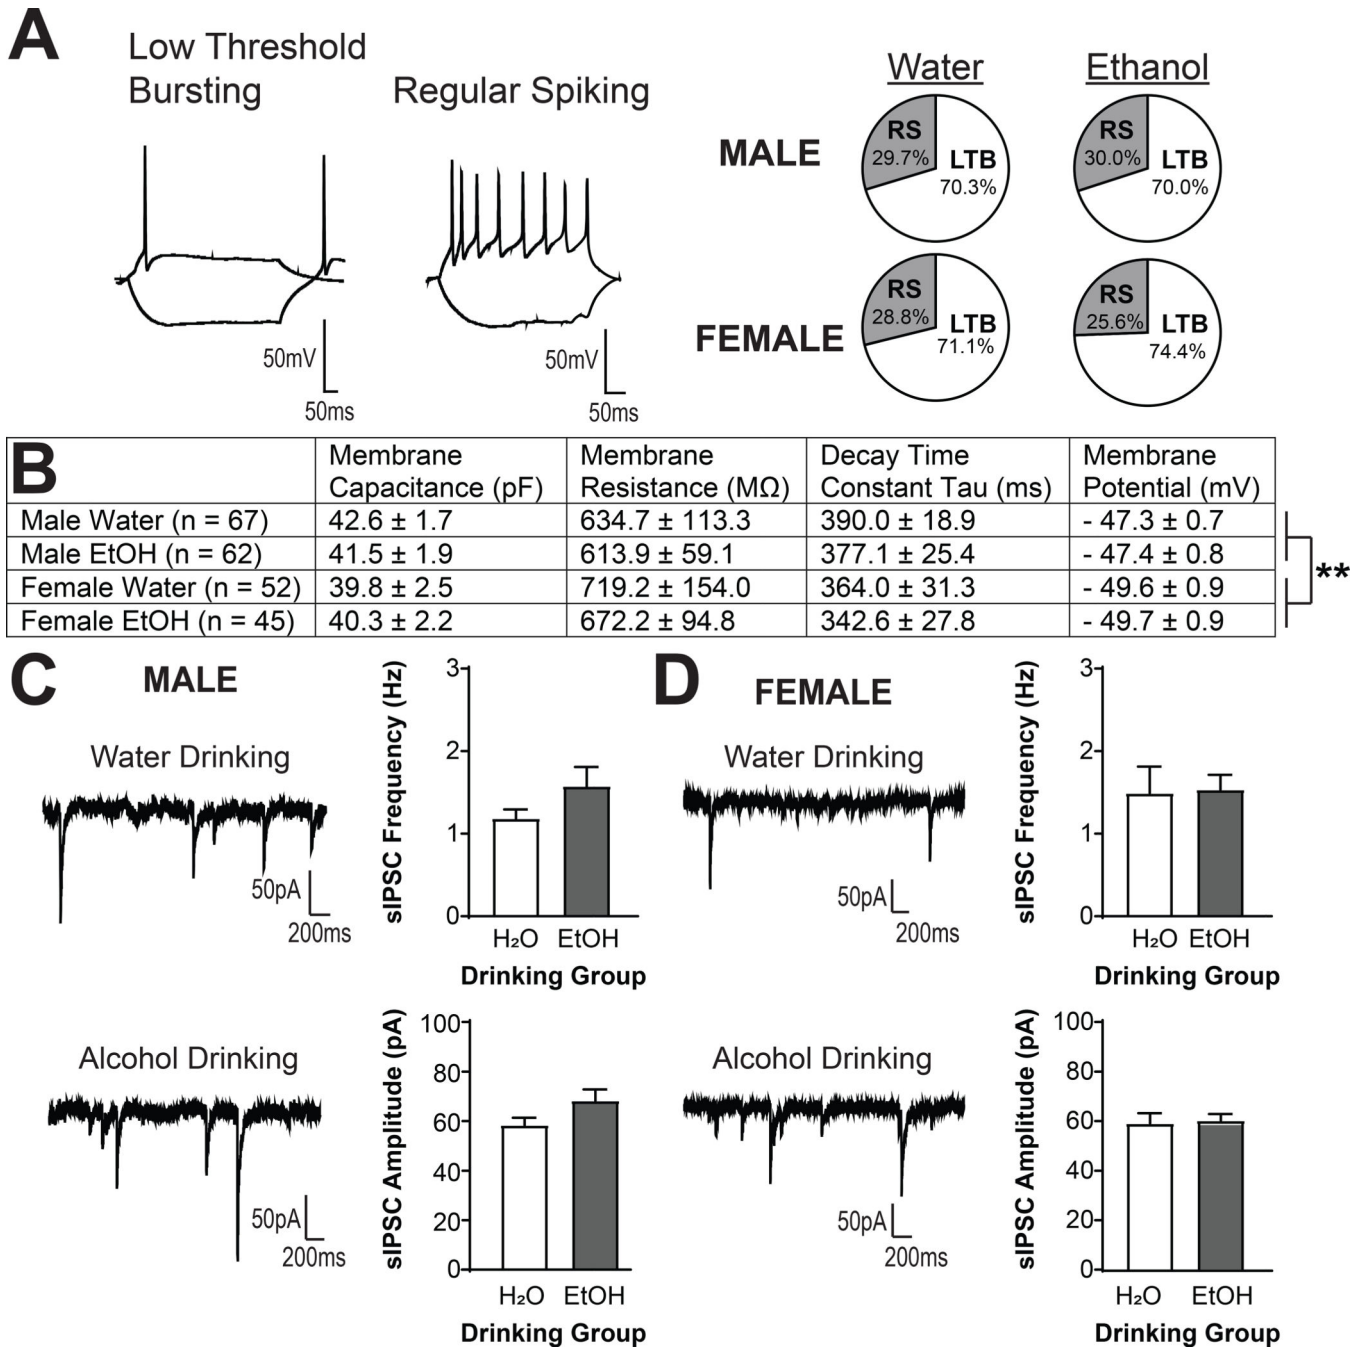 A
Low Threshold
Bursting
Regular Spiking
50mV
50ms
50mV
50ms
Water
Ethanol
MALE
RS
29.7%
LTB
70.3%
RS
30.0%
LTB
70.0%
FEMALE
RS
28.8%
LTB
71.1%
RS
25.6%
LTB
74.4%
B
Membrane Capacitance (pF)
Membrane Resistance (MΩ)
Decay Time Constant Tau (ms)
Membrane Potential (mV)
Male Water (n = 67) 42.6 ± 1.7 634.7 ± 113.3 390.0 ± 18.9 - 47.3 ± 0.7
Male EtOH (n = 62) 41.5 ± 1.9 613.9 ± 59.1 377.1 ± 25.4 - 47.4 ± 0.8
Female Water (n = 52) 39.8 ± 2.5 719.2 ± 154.0 364.0 ± 31.3 - 49.6 ± 0.9
Female EtOH (n = 45) 40.3 ± 2.2 672.2 ± 94.8 342.6 ± 27.8 - 49.7 ± 0.9
**
C
MALE
Water Drinking
50pA
200ms
sIPSC Frequency (Hz)
3
2
1
0
H₂O EtOH
Drinking Group
Alcohol Drinking
50pA
200ms
sIPSC Amplitude (pA)
100
80
60
40
20
0
H₂O EtOH
Drinking Group
D
FEMALE
Water Drinking
50pA
200ms
sIPSC Frequency (Hz)
3
2
1
0
H₂O EtOH
Drinking Group
Alcohol Drinking
50pA
200ms
sIPSC Amplitude (pA)
100
80
60
40
20
0
H₂O EtOH
Drinking Group